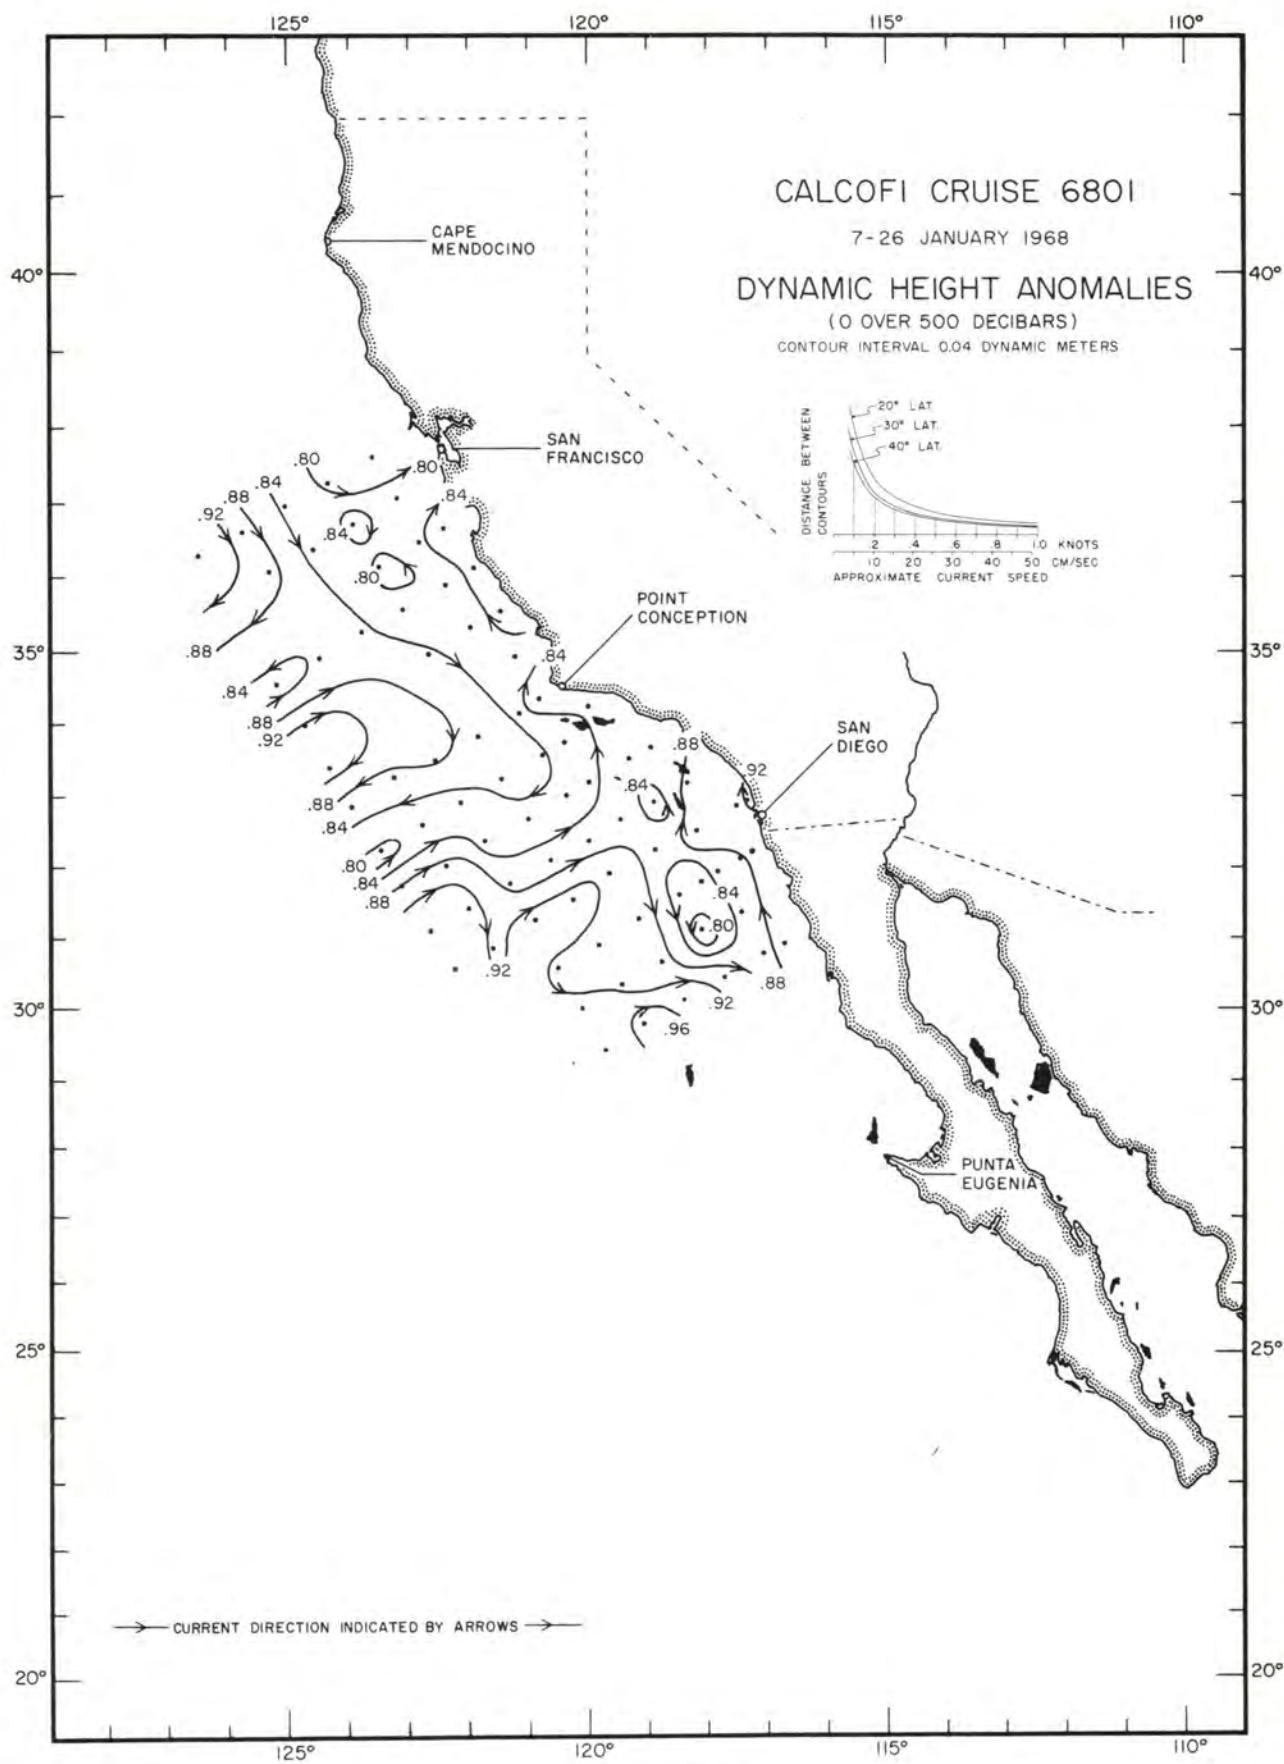 125° 120° 115° 110°
CALCOFI CRUISE 6801
7-26 JANUARY 1968
DYNAMIC HEIGHT ANOMALIES
(0 OVER 500 DECIBARS)
CONTOUR INTERVAL 0.04 DYNAMIC METERS
CAPE
MENDOCINO
40° 40°
DISTANCE BETWEEN
CONTOURS
20° LAT.
30° LAT.
40° LAT.
.2 .4 .6 .8 1.0 KNOTS
10 20 30 40 50 CM/SEC
APPROXIMATE CURRENT SPEED
SAN
FRANCISCO
.80 .80
.84 .84
.88
.92
.84
.80
POINT
CONCEPTION
35° 35°
.88
.84
.84
.88
.92
SAN
DIEGO
.88
.92
.84
.88
.84
.80
.84
.88
.84
.80
.92
.88
.92
.96
30° 30°
PUNTA
EUGENIA
25° 25°
CURRENT DIRECTION INDICATED BY ARROWS
20° 20°
125° 120° 115° 110°